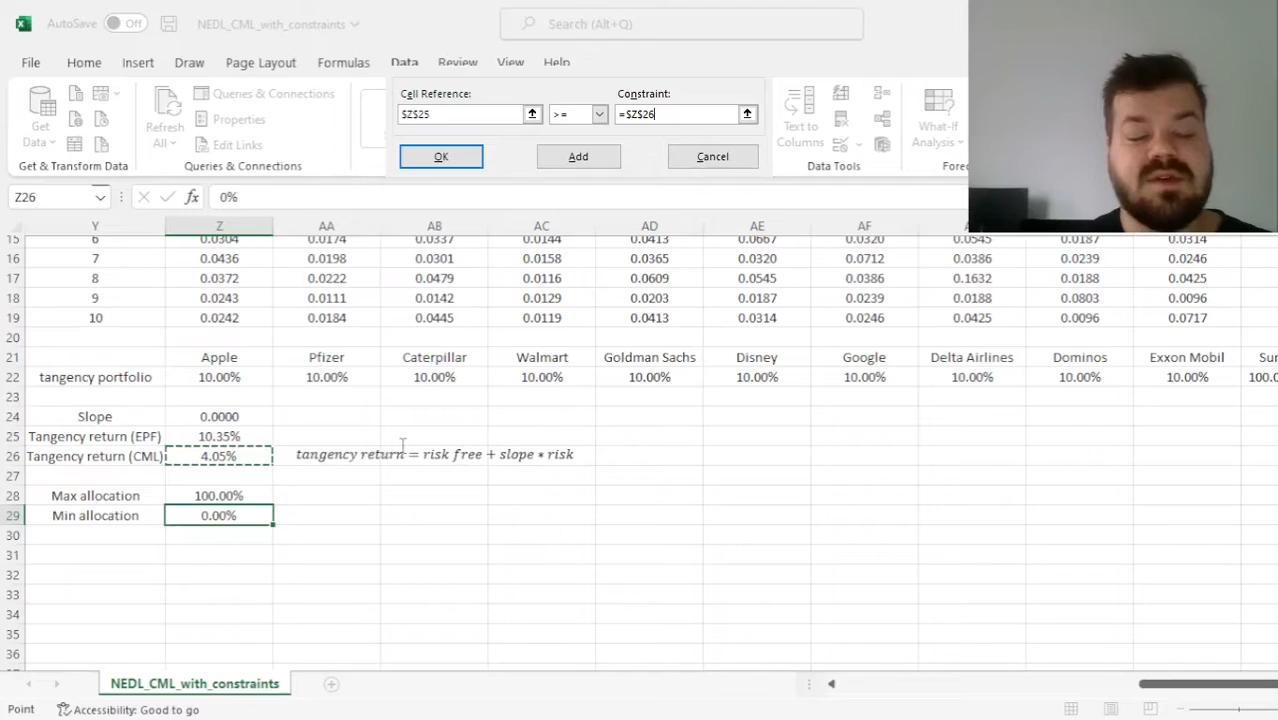 AutoSave Off NEDL_CML_with_constraints Search (Alt+Q)
File Home Insert Draw Page Layout Formulas Data Review View Help
Cell Reference: Constraint:
$Z$25 >= =$Z$26
OK Add Cancel
Get Data
Refresh All
Queries & Connections
Properties
Edit Links
Text to Columns
What-If Analysis
Get & Transform Data Queries & Connections Data Tools
Z26 fx 0%
Y Z AA AB AC AD AE AF
15 6 0.0304 0.0174 0.0337 0.0144 0.0413 0.0667 0.0320 0.0545 0.0187 0.0314
16 7 0.0436 0.0198 0.0301 0.0158 0.0365 0.0320 0.0712 0.0386 0.0239 0.0246
17 8 0.0372 0.0222 0.0479 0.0116 0.0609 0.0545 0.0386 0.1632 0.0188 0.0425
18 9 0.0243 0.0111 0.0142 0.0129 0.0203 0.0187 0.0239 0.0188 0.0803 0.0096
19 10 0.0242 0.0184 0.0445 0.0119 0.0413 0.0314 0.0246 0.0425 0.0096 0.0717
20
21 Apple Pfizer Caterpillar Walmart Goldman Sachs Disney Google Delta Airlines Dominos Exxon Mobil
22 tangency portfolio 10.00% 10.00% 10.00% 10.00% 10.00% 10.00% 10.00% 10.00% 10.00% 10.00% 100.0
23
24 Slope 0.0000
25 Tangency return (EPF) 10.35%
26 Tangency return (CML) 4.05% tangency return = risk free + slope * risk
27
28 Max allocation 100.00%
29 Min allocation 0.00%
30
31
32
33
34
35
36
NEDL_CML_with_constraints
Point Accessibility: Good to go